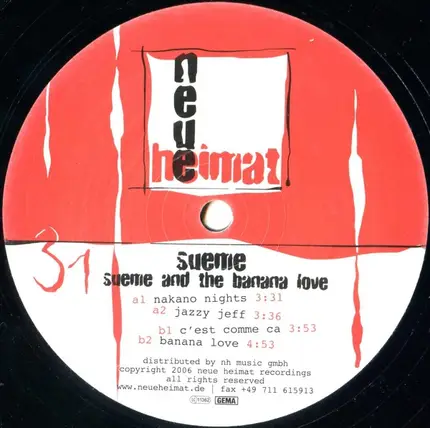 neue
heimat
31
sueme
sueme and the banana love
a1 nakano nights 3:31
a2 jazzy jeff 3:36
b1 c'est comme ca 3:53
b2 banana love 4:53
distributed by nh music gmbh
copyright 2006 neue heimat recordings
all rights reserved
www.neueheimat.de | fax +49 711 615913
GEMA